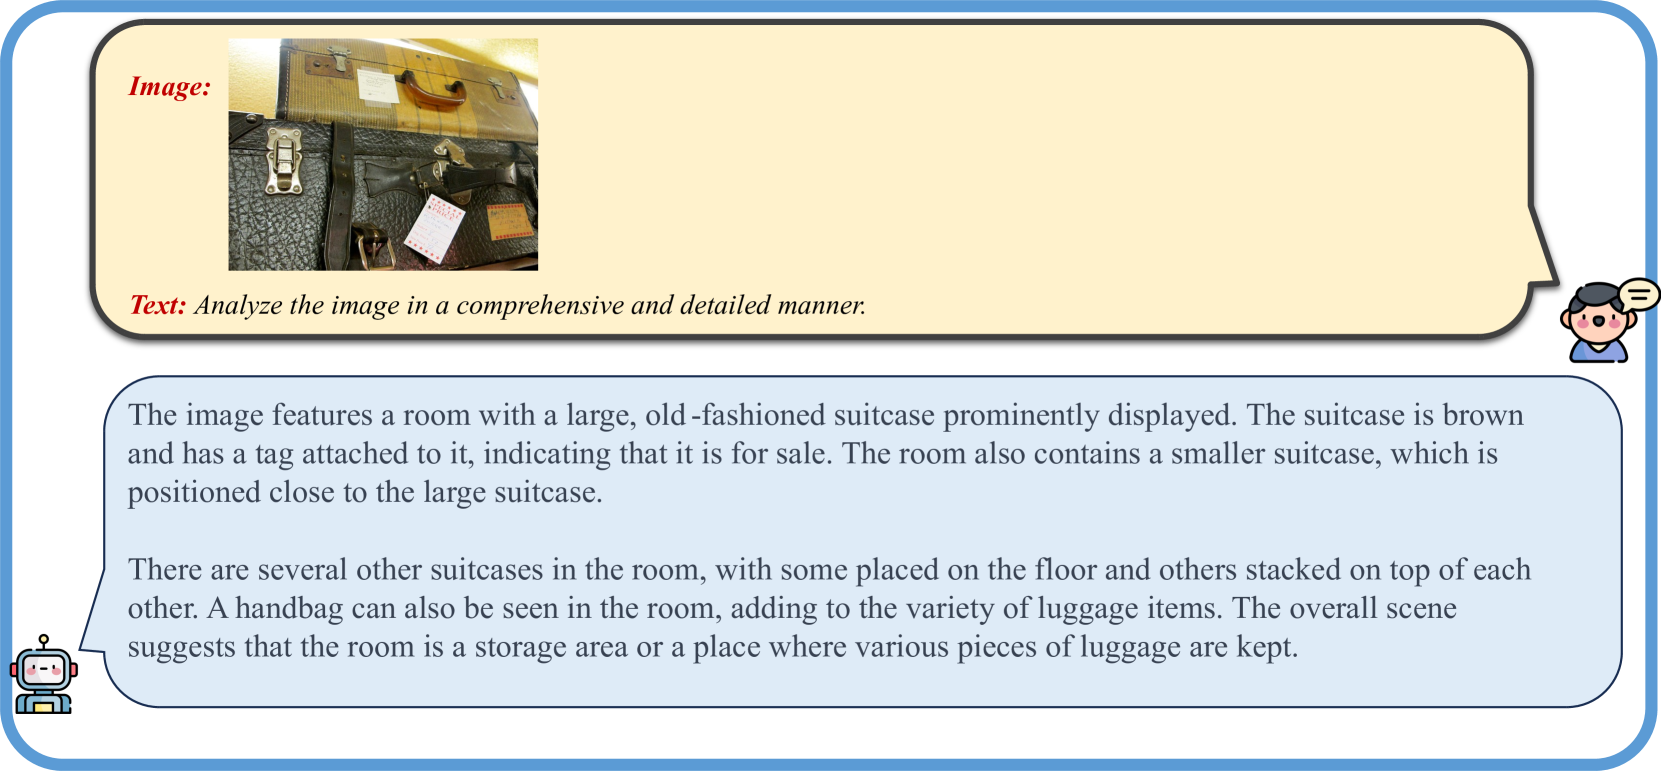 Image:
Text: Analyze the image in a comprehensive and detailed manner.
The image features a room with a large, old-fashioned suitcase prominently displayed. The suitcase is brown
and has a tag attached to it, indicating that it is for sale. The room also contains a smaller suitcase, which is
positioned close to the large suitcase.
There are several other suitcases in the room, with some placed on the floor and others stacked on top of each
other. A handbag can also be seen in the room, adding to the variety of luggage items. The overall scene
suggests that the room is a storage area or a place where various pieces of luggage are kept.